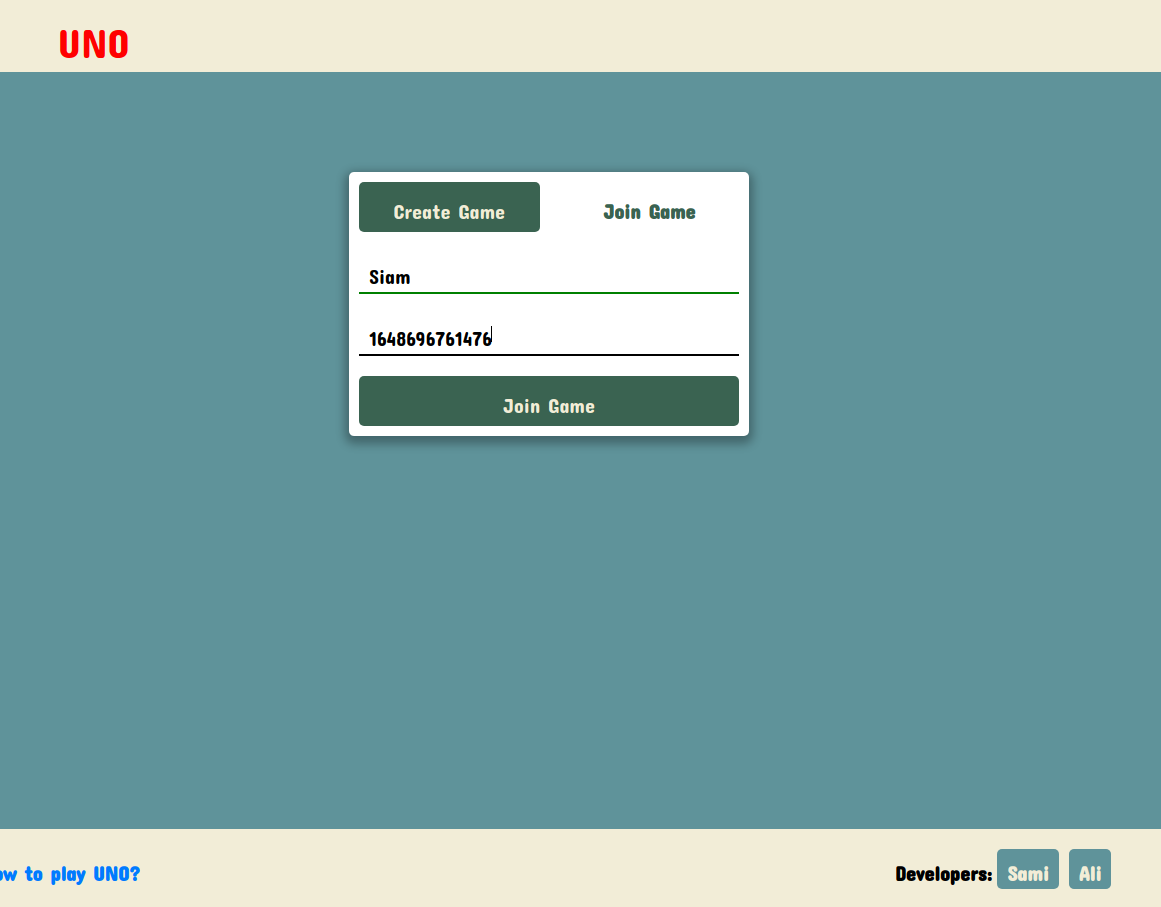 UNO
Create Game Join Game
Siam
1648696761476
Join Game
ow to play UNO? Developers: Sami Ali